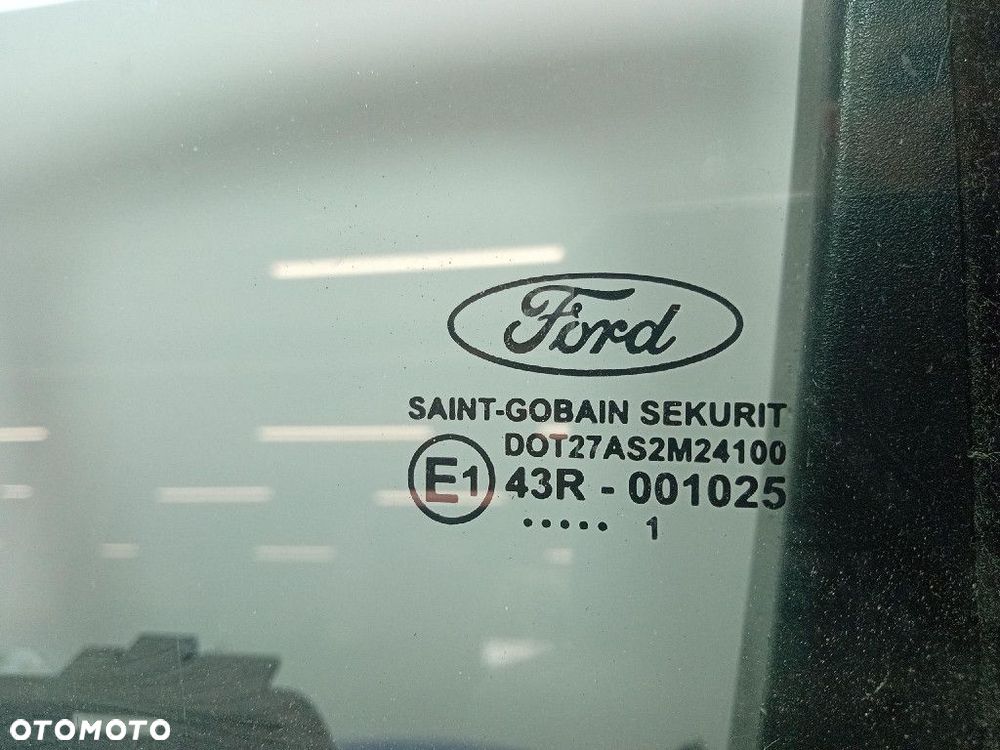 Ford
SAINT-GOBAIN SEKURIT
DOT27AS2M24100
E1 43R - 001025
..... 1
OTOMOTO